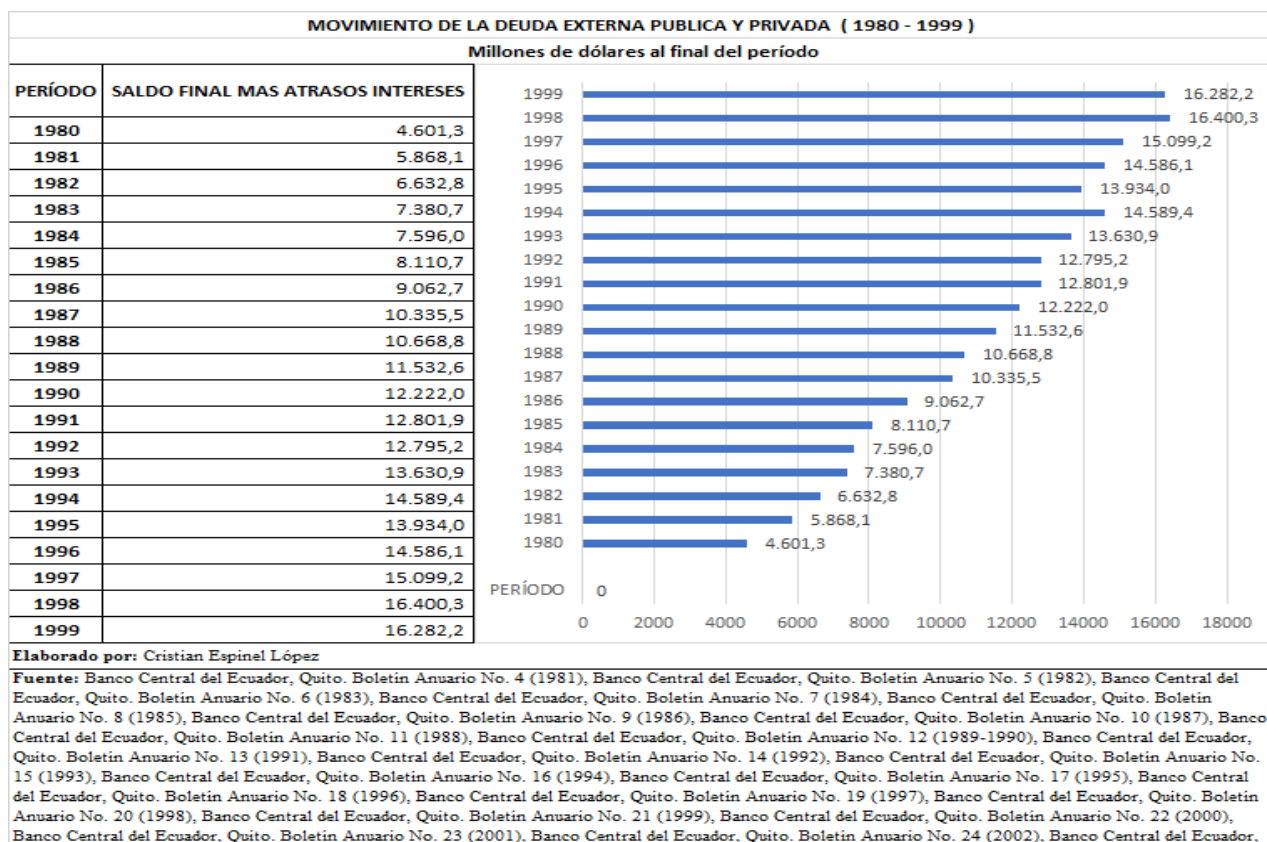 MOVIMIENTO DE LA DEUDA EXTERNA PUBLICA Y PRIVADA ( 1980 - 1999 )
Millones de dólares al final del período
PERÍODO SALDO FINAL MAS ATRASOS INTERESES
1980 4.601,3
1981 5.868,1
1982 6.632,8
1983 7.380,7
1984 7.596,0
1985 8.110,7
1986 9.062,7
1987 10.335,5
1988 10.668,8
1989 11.532,6
1990 12.222,0
1991 12.801,9
1992 12.795,2
1993 13.630,9
1994 14.589,4
1995 13.934,0
1996 14.586,1
1997 15.099,2
1998 16.400,3
1999 16.282,2
1999 16.282,2
1998 16.400,3
1997 15.099,2
1996 14.586,1
1995 13.934,0
1994 14.589,4
1993 13.630,9
1992 12.795,2
1991 12.801,9
1990 12.222,0
1989 11.532,6
1988 10.668,8
1987 10.335,5
1986 9.062,7
1985 8.110,7
1984 7.596,0
1983 7.380,7
1982 6.632,8
1981 5.868,1
1980 4.601,3
PERÍODO 0
0 2000 4000 6000 8000 10000 12000 14000 16000 18000
Elaborado por: Cristian Espinel López
Fuente: Banco Central del Ecuador, Quito. Boletin Anuario No. 4 (1981), Banco Central del Ecuador, Quito. Boletin Anuario No. 5 (1982), Banco Central del
Ecuador, Quito. Boletin Anuario No. 6 (1983), Banco Central del Ecuador, Quito. Boletin Anuario No. 7 (1984), Banco Central del Ecuador, Quito. Boletin
Anuario No. 8 (1985), Banco Central del Ecuador, Quito. Boletin Anuario No. 9 (1986), Banco Central del Ecuador, Quito. Boletin Anuario No. 10 (1987), Banco
Central del Ecuador, Quito. Boletin Anuario No. 11 (1988), Banco Central del Ecuador, Quito. Boletin Anuario No. 12 (1989-1990), Banco Central del Ecuador,
Quito. Boletin Anuario No. 13 (1991), Banco Central del Ecuador, Quito. Boletin Anuario No. 14 (1992), Banco Central del Ecuador, Quito. Boletin Anuario No.
15 (1993), Banco Central del Ecuador, Quito. Boletin Anuario No. 16 (1994), Banco Central del Ecuador, Quito. Boletin Anuario No. 17 (1995), Banco Central
del Ecuador, Quito. Boletin Anuario No. 18 (1996), Banco Central del Ecuador, Quito. Boletin Anuario No. 19 (1997), Banco Central del Ecuador, Quito. Boletin
Anuario No. 20 (1998), Banco Central del Ecuador, Quito. Boletin Anuario No. 21 (1999), Banco Central del Ecuador, Quito. Boletin Anuario No. 22 (2000),
Banco Central del Ecuador, Quito. Boletin Anuario No. 23 (2001), Banco Central del Ecuador, Quito. Boletin Anuario No. 24 (2002), Banco Central del Ecuador,